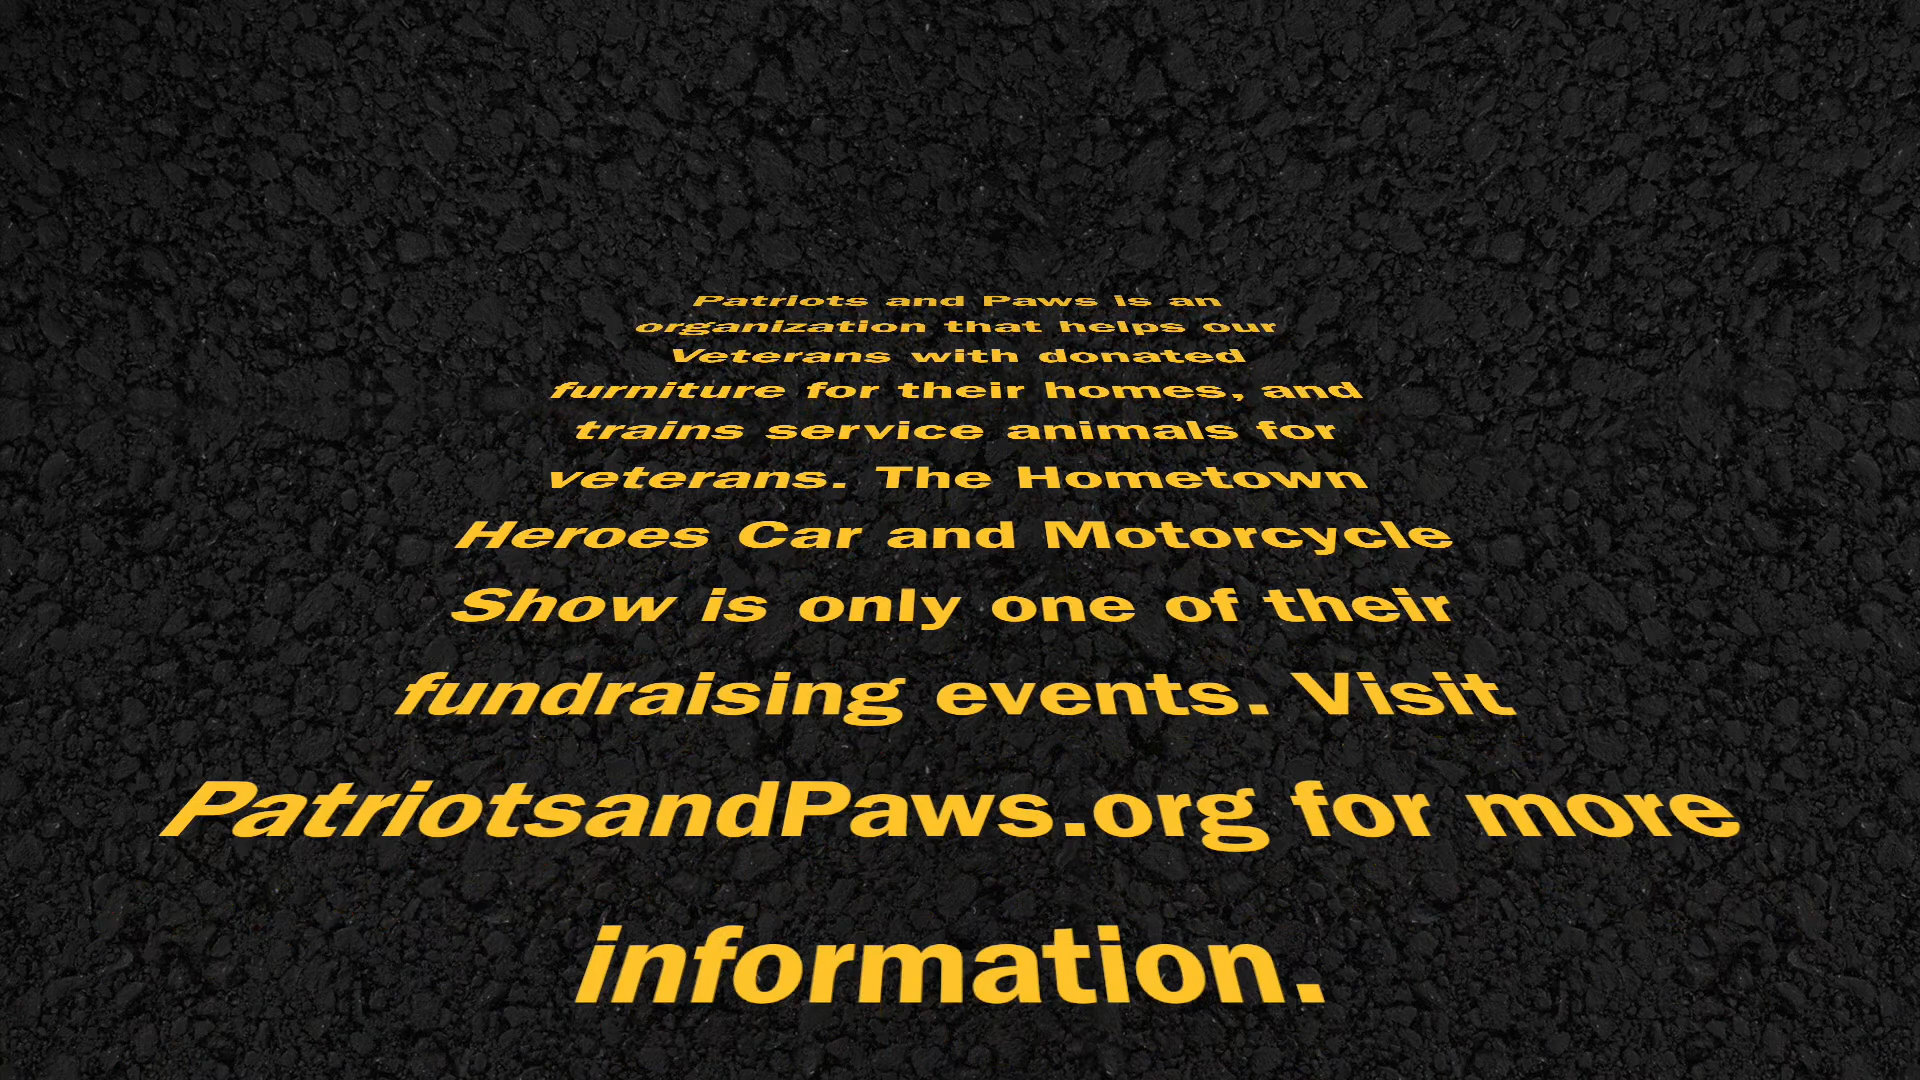 Patriots and Paws is an
organization that helps our
Veterans with donated
furniture for their homes, and
trains service animals for
veterans. The Hometown
Heroes Car and Motorcycle
Show is only one of their
fundraising events. Visit
PatriotsandPaws.org for more
information.